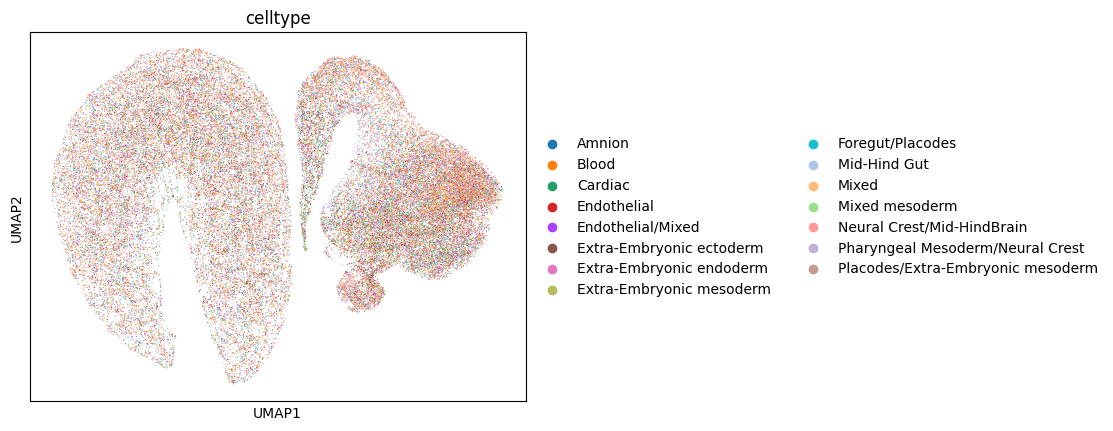 celltype
UMAP2
UMAP1
Amnion
Blood
Cardiac
Endothelial
Endothelial/Mixed
Extra-Embryonic ectoderm
Extra-Embryonic endoderm
Extra-Embryonic mesoderm
Foregut/Placodes
Mid-Hind Gut
Mixed
Mixed mesoderm
Neural Crest/Mid-HindBrain
Pharyngeal Mesoderm/Neural Crest
Placodes/Extra-Embryonic mesoderm